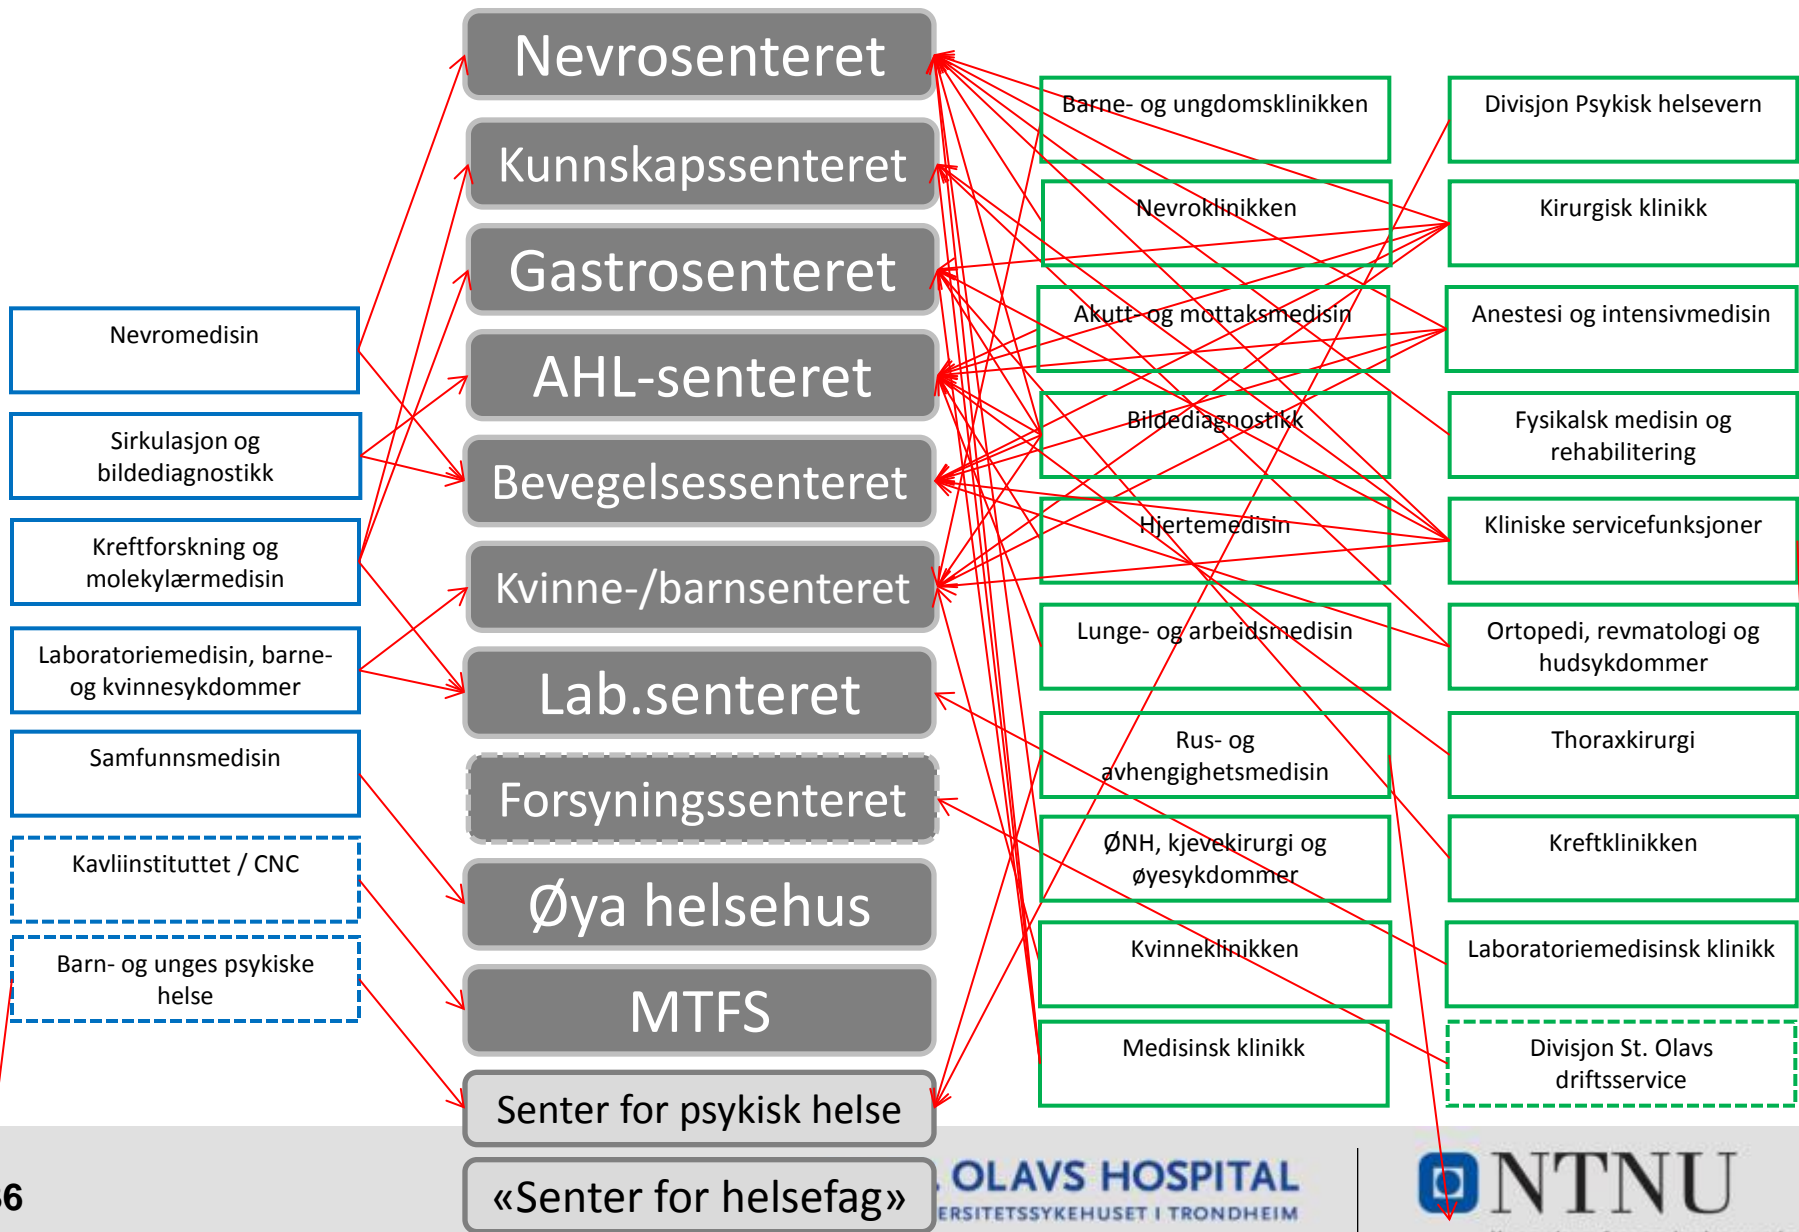 Nevrosenteret
Kunnskapssenteret
Gastrosenteret
AHL-senteret
Bevegelsessenteret
Kvinne-/barnsenteret
Lab.senteret
Forsyningssenteret
Øya helsehus
MTFS
Senter for psykisk helse
«Senter for helsefag»
Nevromedisin
Sirkulasjon og
bildediagnostikk
Kreftforskning og
molekylærmedisin
Laboratoriemedisin, barne-
og kvinnesykdommer
Samfunnsmedisin
Kavliinstituttet / CNC
Barn- og unges psykiske
helse
Barne- og ungdomsklinikken
Nevroklinikken
Akutt- og mottaksmedisin
Bildediagnostikk
Hjertemedisin
Lunge- og arbeidsmedisin
Rus- og
avhengighetsmedisin
ØNH, kjevekirurgi og
øyesykdommer
Kvinneklinikken
Medisinsk klinikk
Divisjon Psykisk helsevern
Kirurgisk klinikk
Anestesi og intensivmedisin
Fysikalsk medisin og
rehabilitering
Kliniske servicefunksjoner
Ortopedi, revmatologi og
hudsykdommer
Thoraxkirurgi
Kreftklinikken
Laboratoriemedisinsk klinikk
Divisjon St. Olavs
driftsservice
OLAVS HOSPITAL
ERSITETSSYKEHUSET I TRONDHEIM
NTNU